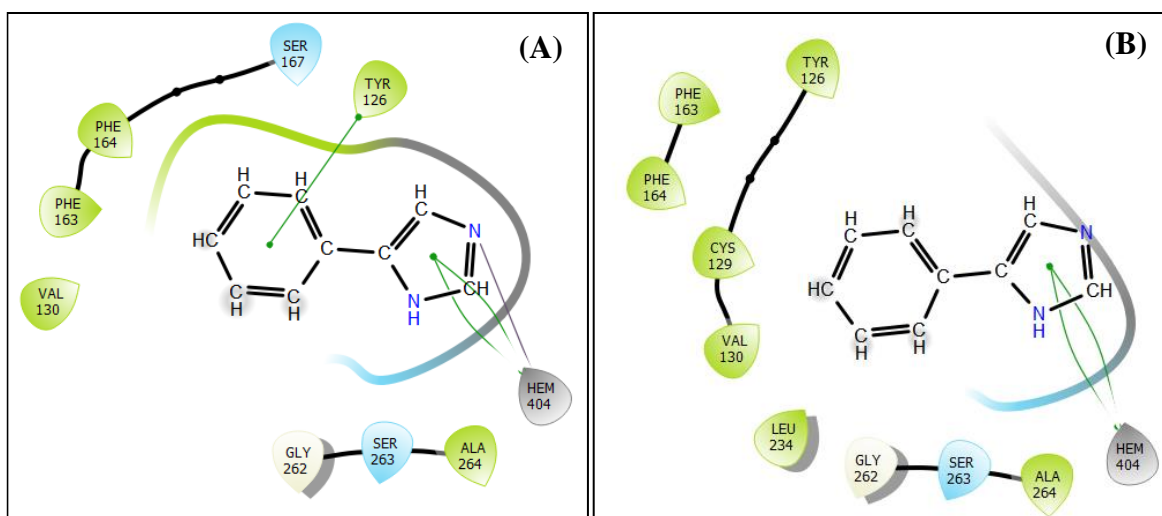 (A)
SER
167
TYR
126
PHE
164
PHE
163
VAL
130
H H H
C C C N
HC C C
C C N CH
H H H
HEM
404
GLY
262
SER
263
ALA
264
(B)
TYR
126
PHE
163
PHE
164
CYS
129
VAL
130
H H H
C C C N
HC C C
C C N CH
H H H
LEU
234
GLY
262
SER
263
ALA
264
HEM
404